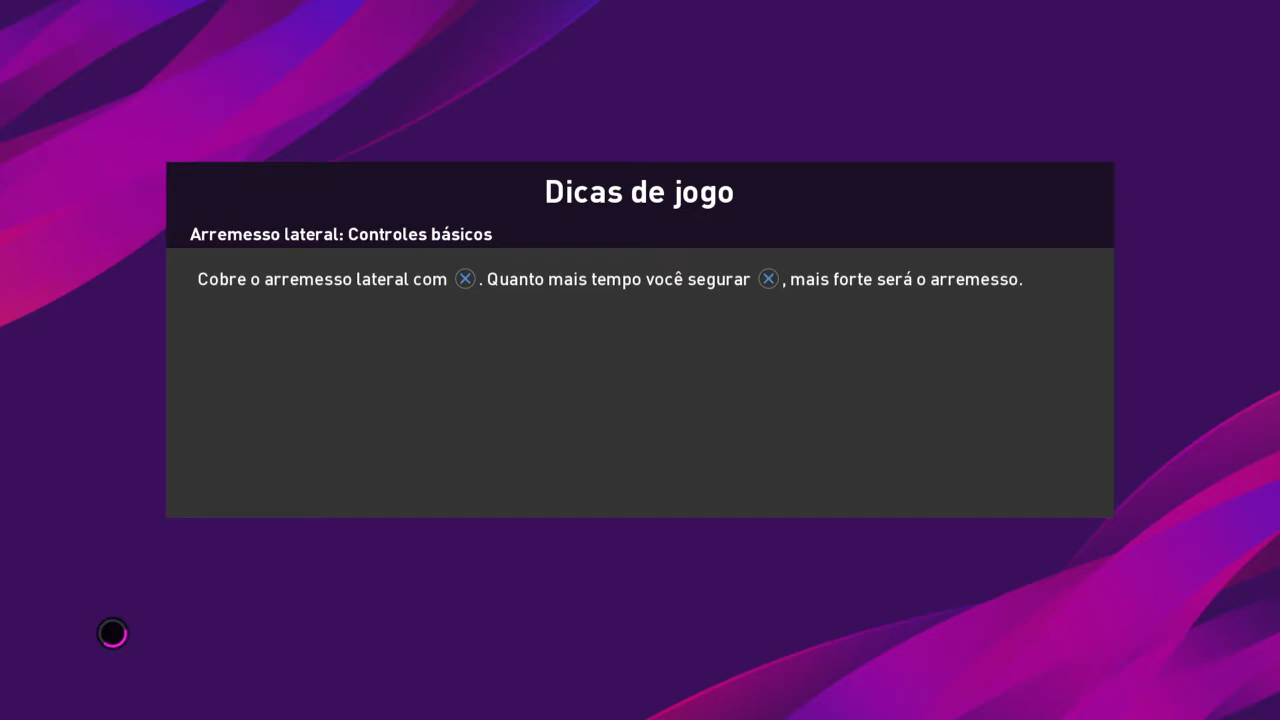 Dicas de jogo
Arremesso lateral: Controles básicos
Cobre o arremesso lateral com ⓧ. Quanto mais tempo você segurar ⓧ, mais forte será o arremesso.